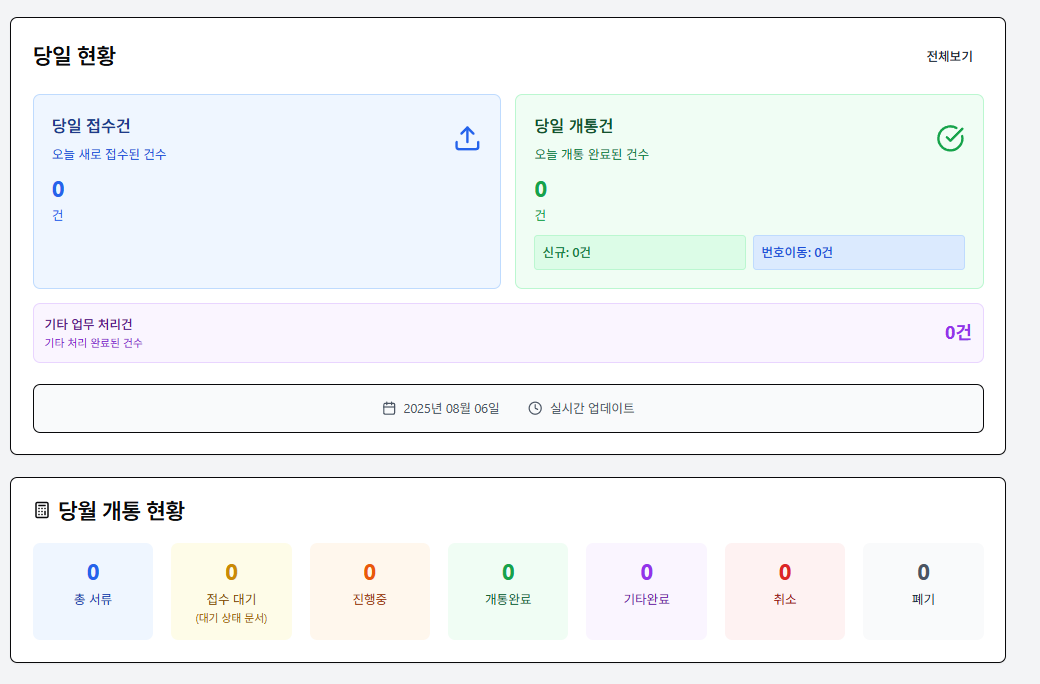 당일 현황
전체보기
당일 접수건
오늘 새로 접수된 건수
0
건
당일 개통건
오늘 개통 완료된 건수
0
건
신규: 0건
번호이동: 0건
기타 업무 처리건
기타 처리 완료된 건수
0건
2025년 08월 06일
실시간 업데이트
당월 개통 현황
0
총 서류
0
접수 대기
(대기 상태 문서)
0
진행중
0
개통완료
0
기타완료
0
취소
0
폐기